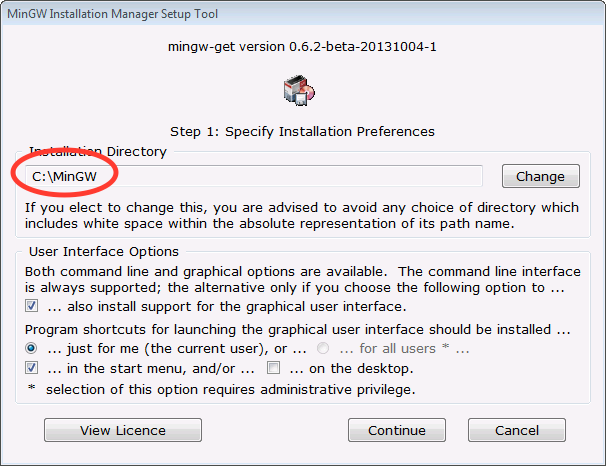 MinGW Installation Manager Setup Tool
mingw-get version 0.6.2-beta-20131004-1
Step 1: Specify Installation Preferences
Installation Directory
C:\MinGW
Change
If you elect to change this, you are advised to avoid any choice of directory which
includes white space within the absolute representation of its path name.
User Interface Options
Both command line and graphical options are available.  The command line interface
is always supported; the alternative only if you choose the following option to ...
... also install support for the graphical user interface.
Program shortcuts for launching the graphical user interface should be installed ...
... just for me (the current user), or ... ... for all users * ...
... in the start menu, and/or ... ... on the desktop.
* selection of this option requires administrative privilege.
View Licence Continue Cancel